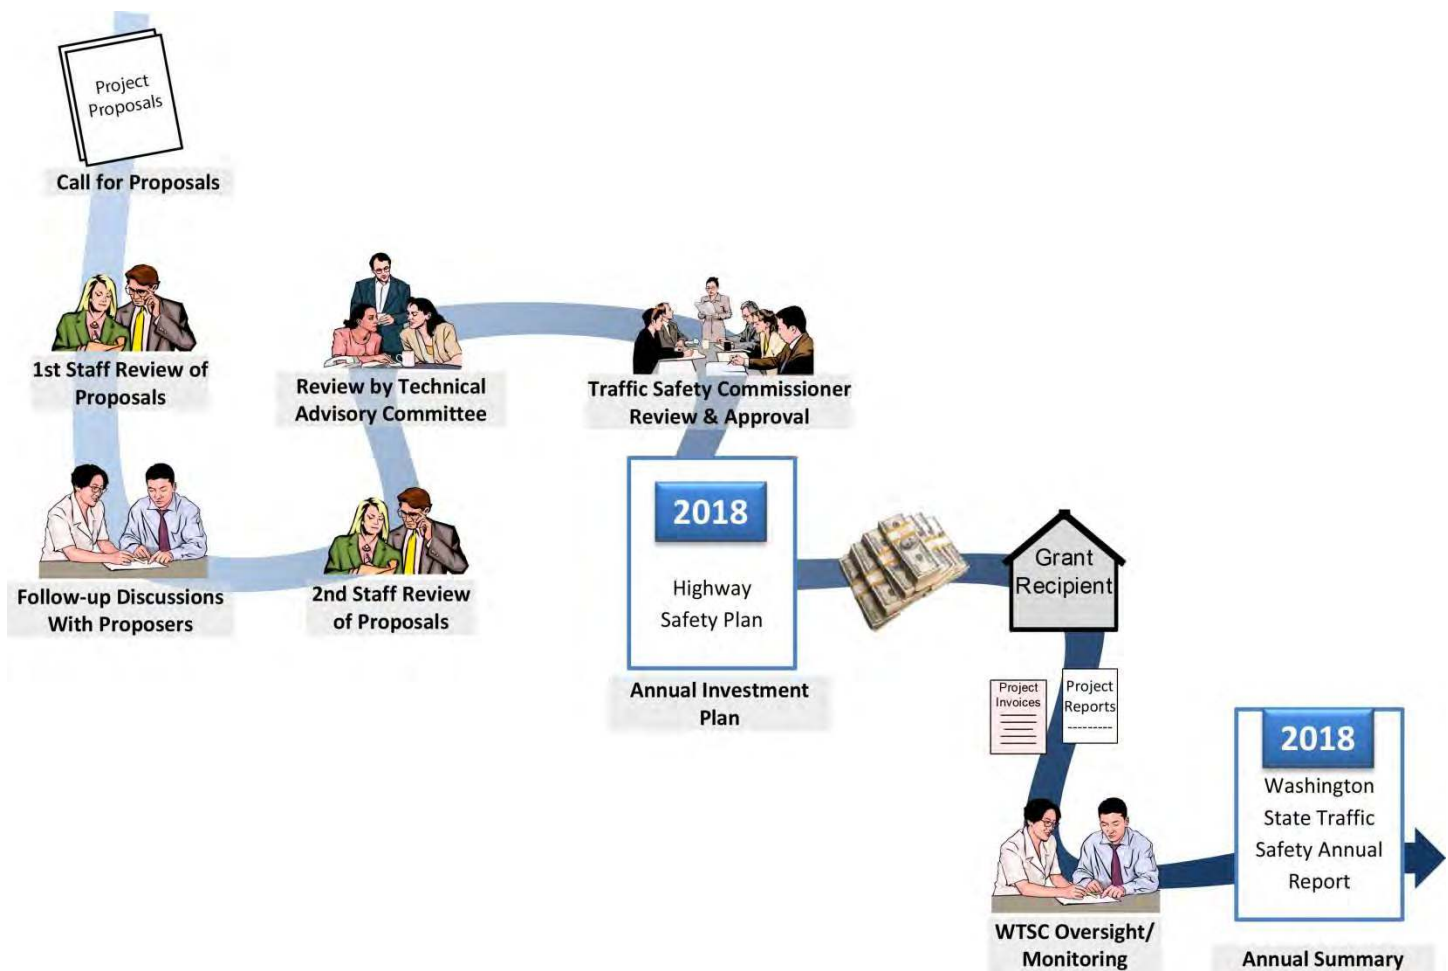 Project
Proposals
Call for Proposals
1st Staff Review of
Proposals
Follow-up Discussions
With Proposers
2nd Staff Review
of Proposals
Review by Technical
Advisory Committee
Traffic Safety Commissioner
Review & Approval
2018
Highway
Safety Plan
Annual Investment
Plan
Grant
Recipient
Project
Invoices
Project
Reports
---------
WTSC Oversight/
Monitoring
2018
Washington
State Traffic
Safety Annual
Report
Annual Summary